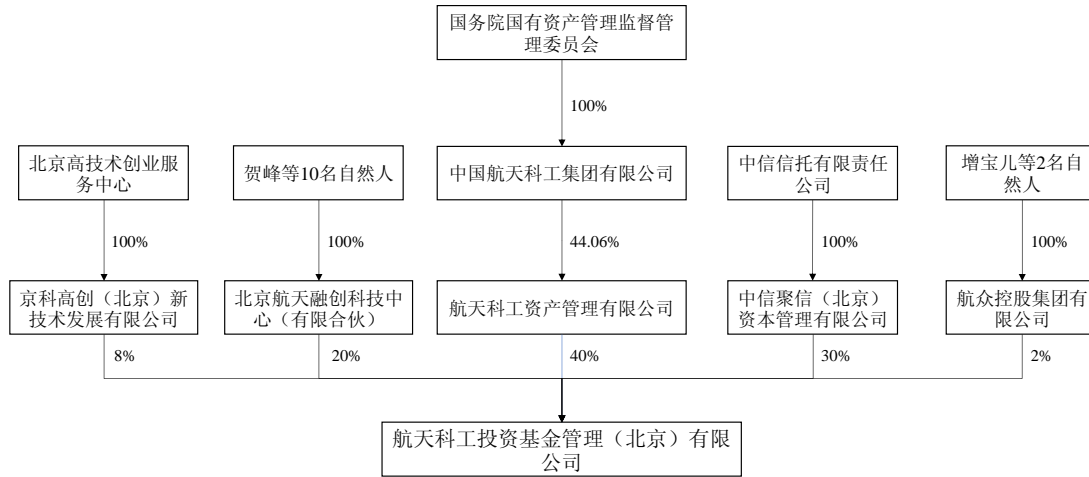 国务院国有资产管理监督管
理委员会
100%
北京高技术创业服
务中心
贺峰等10名自然人
中国航天科工集团有限公司
中信信托有限责任
公司
增宝儿等2名自
然人
100%
100%
44.06%
100%
100%
京科高创（北京）新
技术发展有限公司
北京航天融创科技中
心（有限合伙）
航天科工资产管理有限公司
中信聚信（北京）
资本管理有限公司
航众控股集团有
限公司
8%
20%
40%
30%
2%
航天科工投资基金管理（北京）有限
公司